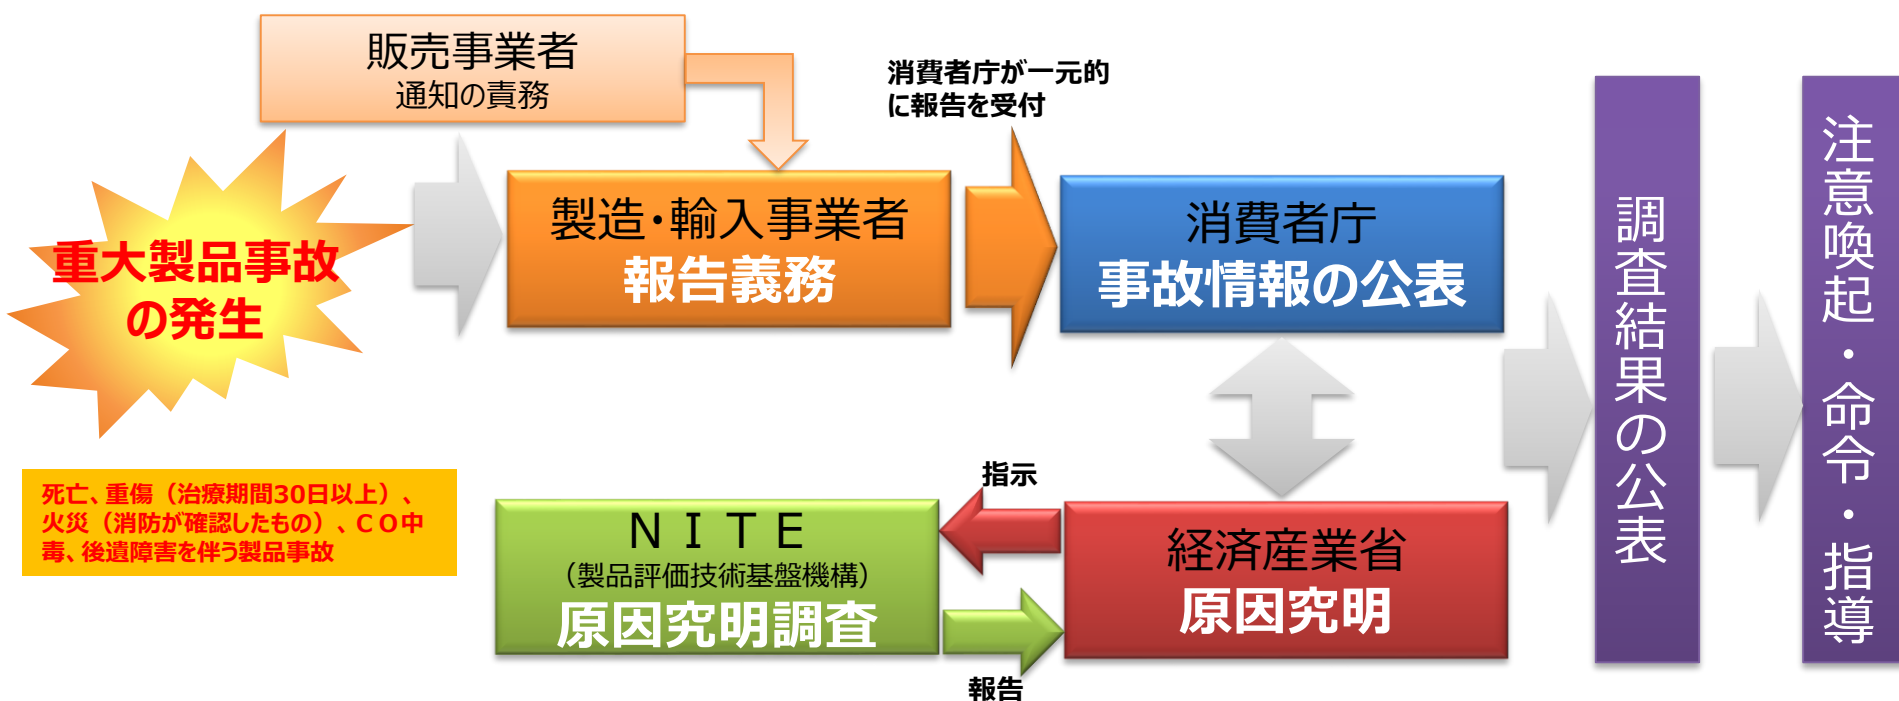 販売事業者
通知の責務
消費者庁が一元的
に報告を受付
重大製品事故
の発生
製造・輸入事業者
報告義務
消費者庁
事故情報の公表
死亡、重傷（治療期間30日以上）、
火災（消防が確認したもの）、ＣＯ中
毒、後遺障害を伴う製品事故
指示
ＮＩＴＥ
（製品評価技術基盤機構）
原因究明調査
経済産業省
原因究明
報告
調査結果の公表
注意喚起・命令・指導